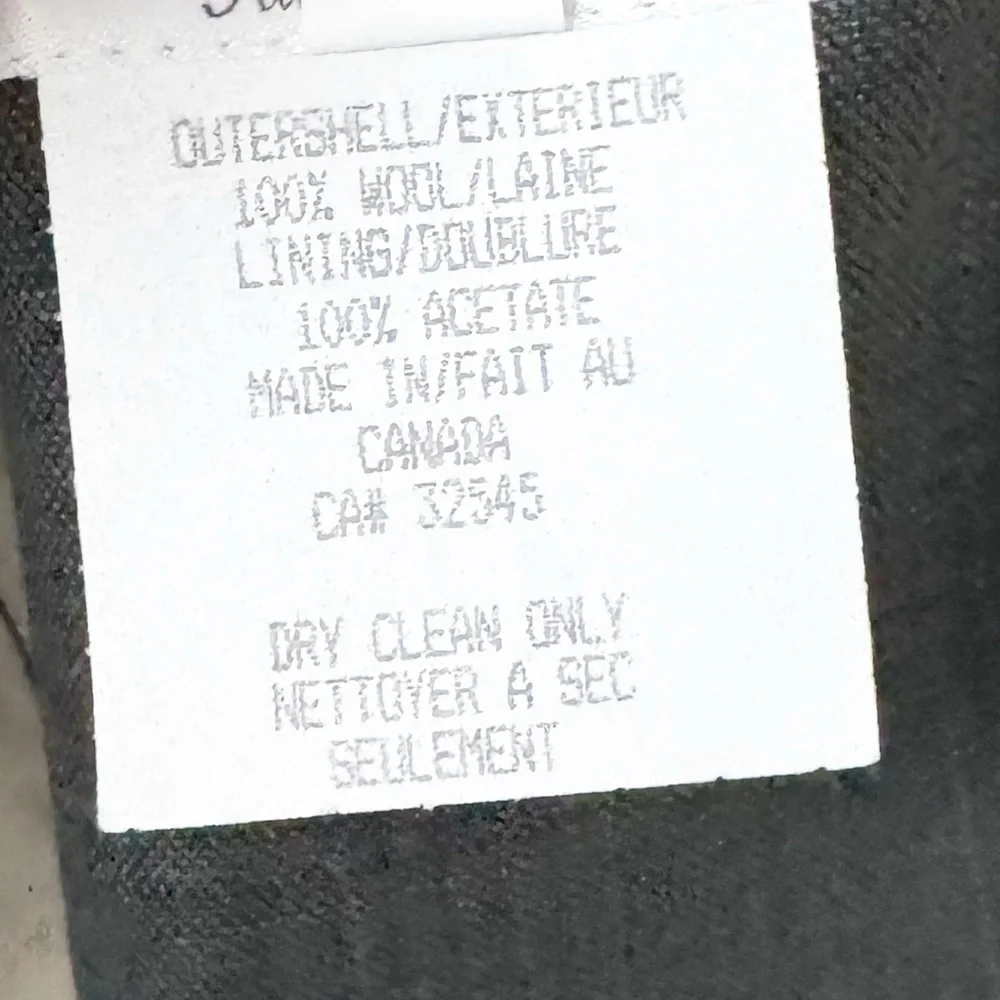 OUTERSHELL/EXTERIEUR
100% WOOL/LAINE
LINING/DOUBLURE
100% ACETATE
MADE IN/FAIT AU
CANADA
CA# 32545
DRY CLEAN ONLY
NETTOYER A SEC
SEULEMENT